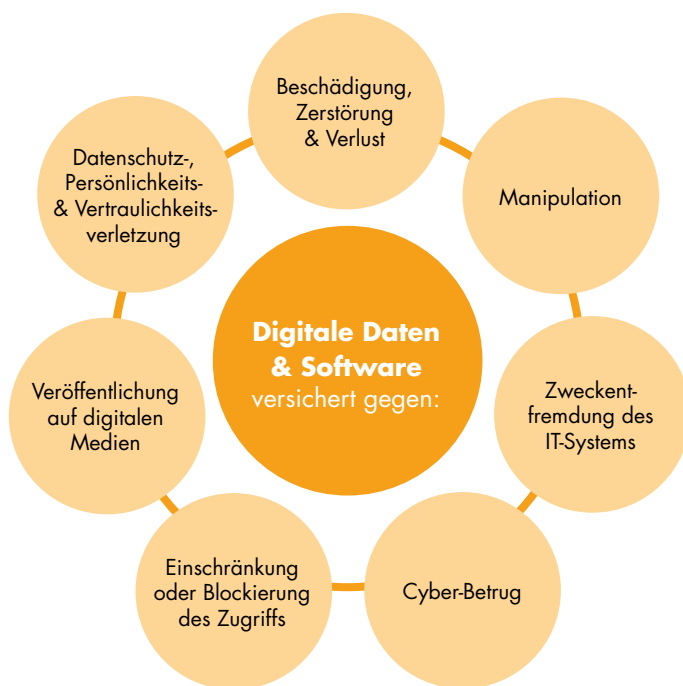 Beschädigung,
Zerstörung
& Verlust
Manipulation
Zweckent-
fremdung des
IT-Systems
Cyber-Betrug
Einschränkung
oder Blockierung
des Zugriffs
Veröffentlichung
auf digitalen
Medien
Datenschutz-,
Persönlichkeits-
& Vertraulichkeits-
verletzung
Digitale Daten
& Software
versichert gegen: